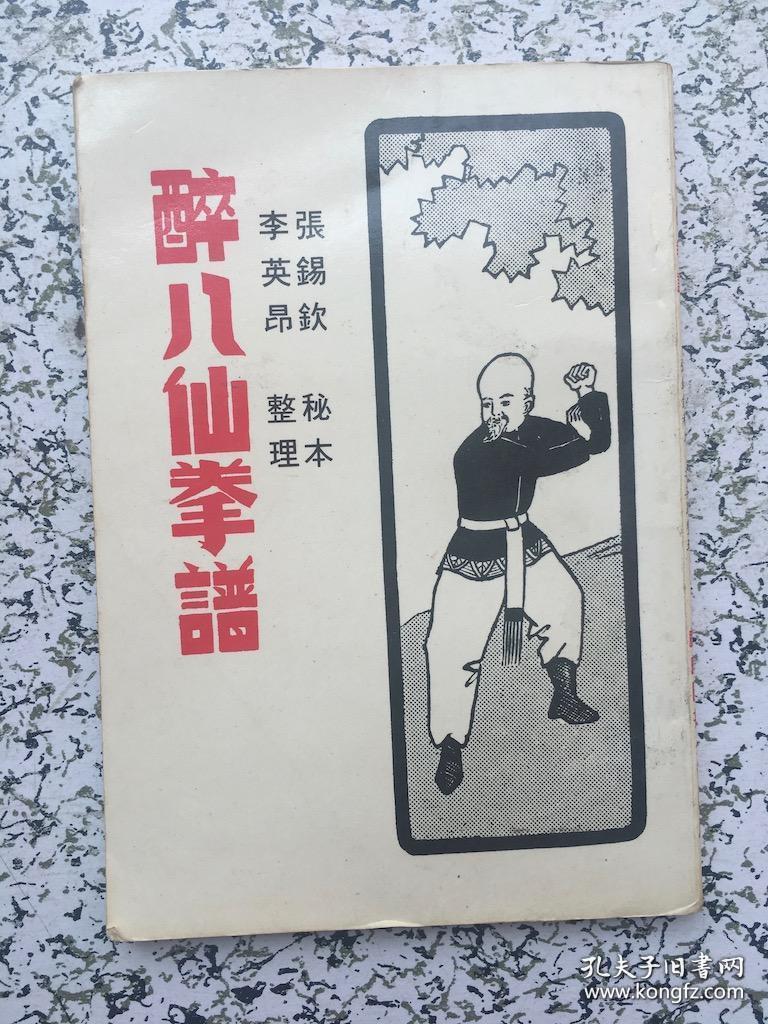 醉八仙拳譜
張錫欽 秘本
李英昂 整理
孔夫子旧書网
www.kongfz.com